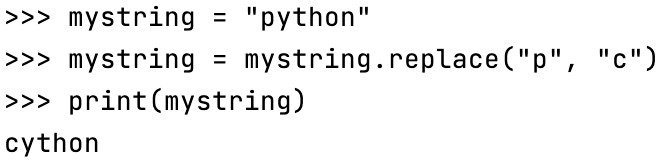 >>> mystring = "python"
>>> mystring = mystring.replace("p", "c")
>>> print(mystring)
cython